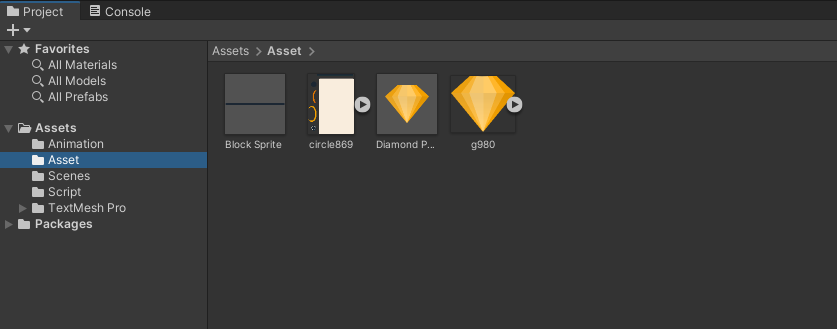 Project Console
Favorites
All Materials
All Models
All Prefabs
Assets
Animation
Asset
Scenes
Script
TextMesh Pro
Packages
Assets > Asset >
Block Sprite circle869 Diamond P... g980